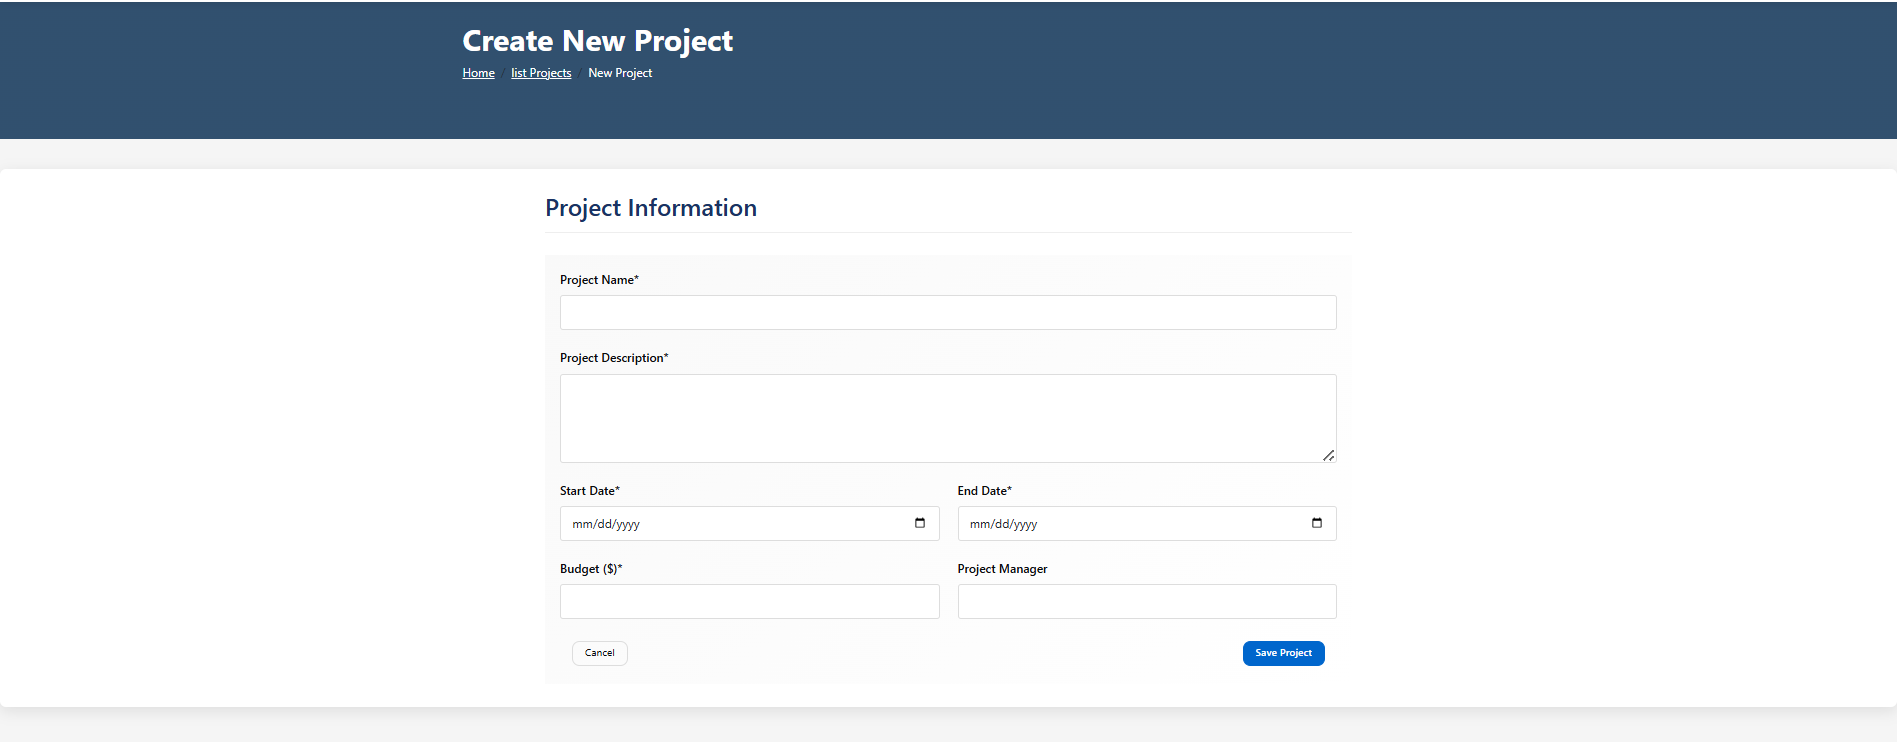 Create New Project
Home / list Projects / New Project
Project Information
Project Name*
Project Description*
Start Date* End Date*
mm/dd/yyyy mm/dd/yyyy
Budget ($)* Project Manager
Cancel Save Project